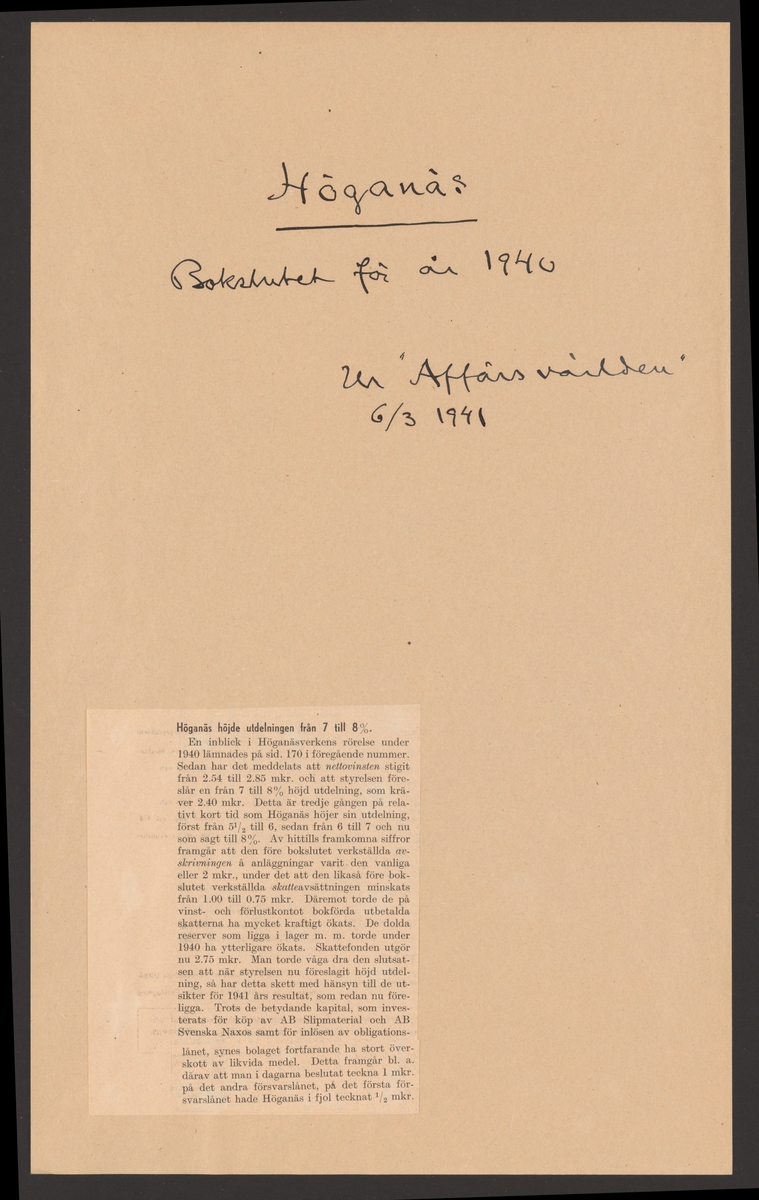 Höganäs
Bokslutet för år 1940
Ur "Affärsvärlden"
6/3 1941
Höganäs höjde utdelningen från 7 till 8%.
En inblick i Höganäsverkens rörelse under
1940 lämnades på sid. 170 i föregående nummer.
Sedan har det meddelats att nettovinsten stigit
från 2.54 till 2.85 mkr. och att styrelsen före-
slår en från 7 till 8% höjd utdelning, som krä-
ver 2.40 mkr. Detta är tredje gången på rela-
tivt kort tid som Höganäs höjer sin utdelning,
först från 5 1/2 till 6, sedan från 6 till 7 och nu
som sagt till 8%. Av hittills framkomna siffror
framgår att den före bokslutet verkställda av-
skrivningen å anläggningar varit den vanliga
eller 2 mkr., under det att den likaså före bok-
slutet verkställda skatteavsättningen minskats
från 1.00 till 0.75 mkr. Däremot torde de på
vinst- och förlustkontot bokförda utbetalda
skatterna ha mycket kraftigt ökats. De dolda
reserver som ligga i lager m. m. torde under
1940 ha ytterligare ökats. Skattefonden utgör
nu 2.75 mkr. Man torde våga dra den slutsat-
sen att när styrelsen nu föreslagit höjd utdel-
ning, så har detta skett med hänsyn till de ut-
sikter för 1941 års resultat, som redan nu före-
ligga. Trots de betydande kapital, som inves-
terats för köp av AB Slipmaterial och AB
Svenska Naxos samt för inlösen av obligations-
lånet, synes bolaget fortfarande ha stort över-
skott av likvida medel. Detta framgår bl. a.
därav att man i dagarna beslutat teckna 1 mkr.
på det andra försvarslånet, på det första för-
svarslånet hade Höganäs i fjol tecknat 1/2 mkr.